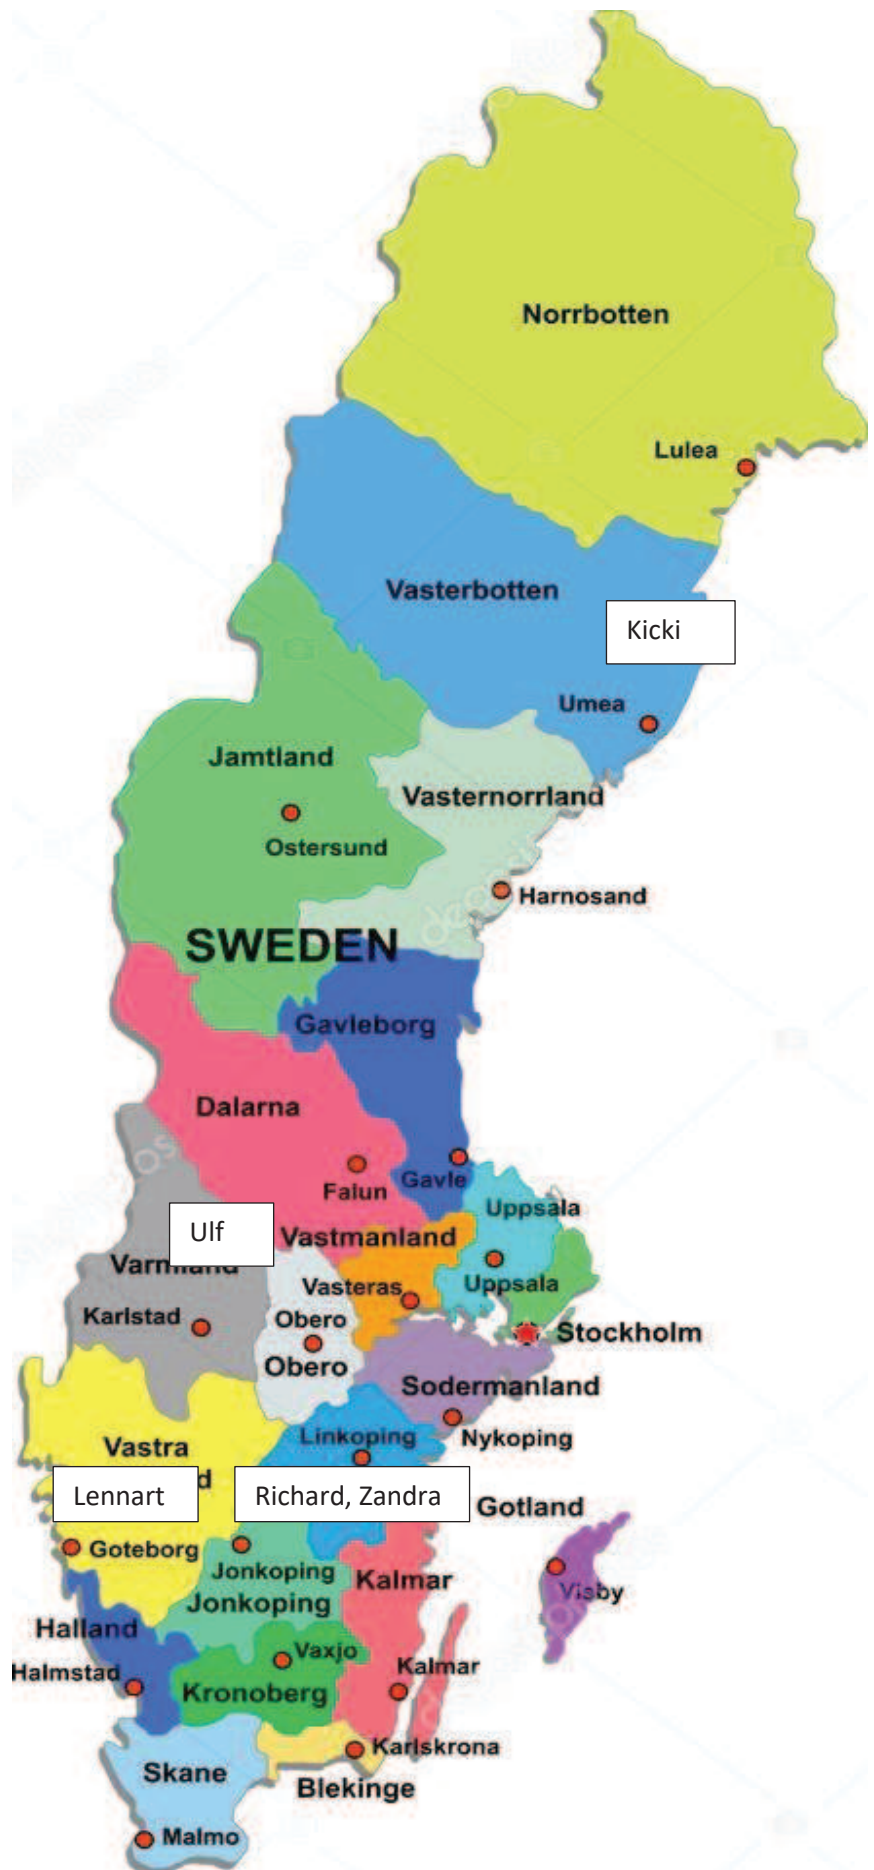 Norrbotten
Lulea
Vasterbotten
Kicki
Umea
Jamtland
Vasternorrland
Ostersund
Harnosand
SWEDEN
Gavleborg
Dalarna
Gavle
Falun
Uppsala
Ulf
Vastmanland
Varmland
Vasteras
Uppsala
Karlstad
Obero
Stockholm
Obero
Sodermanland
Linkoping
Nykoping
Vastra
Lennart
Richard, Zandra
Gotland
Goteborg
Jonkoping
Kalmar
Visby
Jonkoping
Halland
Vaxjo
Halmstad
Kalmar
Kronoberg
Karlskrona
Skane
Blekinge
Malmo